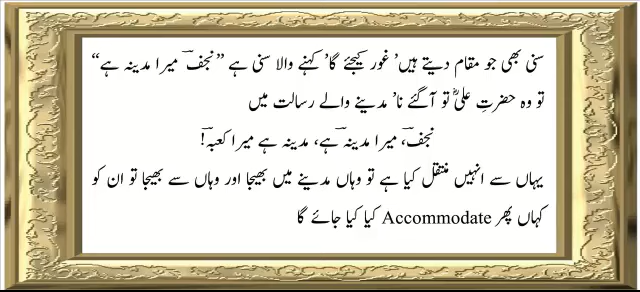 سنی بھی جو مقام دیتے ہیں’ غور کیجئے گا’ کہنے والا سنی ہے ”نجف ؔ میرا مدینہ ہے“
تو وہ حضرتِ علیؓ تو آ گئے نا’ مدینے والے رسالت میں
نجفؔ، میرا مدینہؔ ہے، مدینہ ہے میرا کعبہؔ!
یہاں سے انہیں منتقل کیا ہے تو وہاں مدینے میں بھیجا اور وہاں سے بھیجا تو ان کو
کہاں پھر Accommodate کیا کیا جائے گا